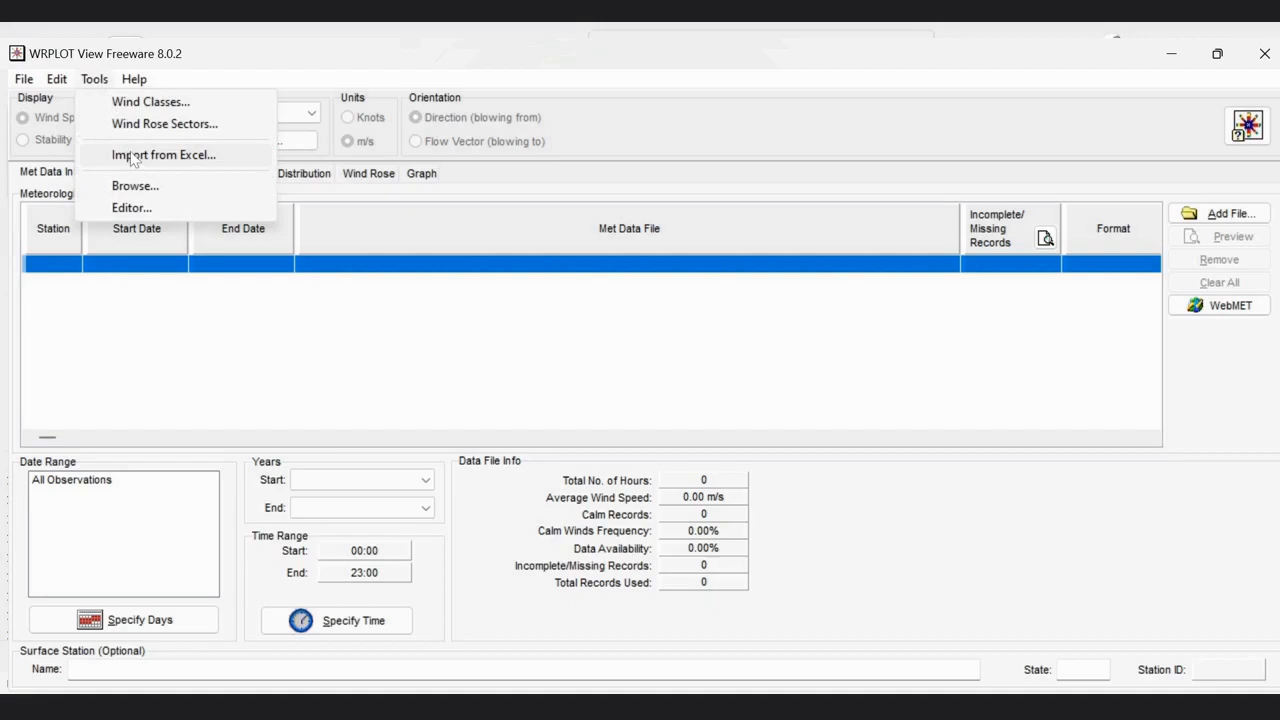 WRPLOT View Freeware 8.0.2
File Edit Tools Help
Display
Wind Sp
Stability
Wind Classes...
Wind Rose Sectors...
Import from Excel...
Browse...
Editor...
...
Units
Knots
m/s
Orientation
Direction (blowing from)
Flow Vector (blowing to)
?
Met Data In
Distribution Wind Rose Graph
Meteorolog
Station Start Date End Date Met Data File Incomplete/ Missing Records Format
Add File...
Preview
Remove
Clear All
WebMET
Date Range
All Observations
Specify Days
Years
Start:
End:
Time Range
Start: 00:00
End: 23:00
Specify Time
Data File Info
Total No. of Hours: 0
Average Wind Speed: 0.00 m/s
Calm Records: 0
Calm Winds Frequency: 0.00%
Data Availability: 0.00%
Incomplete/Missing Records: 0
Total Records Used: 0
Surface Station (Optional)
Name: State: Station ID: